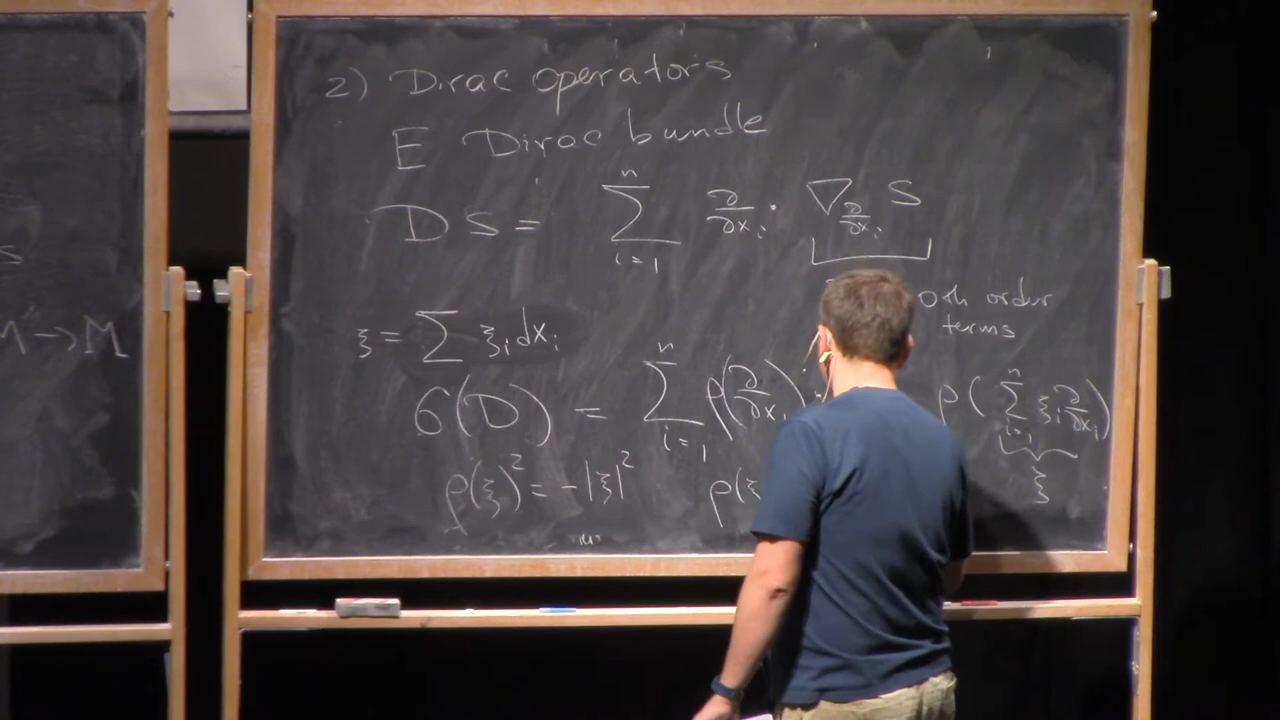 2) Dirac operators
E Dirac bundle
D s = ∑_{i=1}^{n} ∂/∂x_i · ∇_{∂/∂x_i} s
0th order
terms
ξ = ∑ ξ_i dx_i
σ(D) = ∑_{i=1}^{n} ρ(∂/∂x_i) ρ( ∑_{i=1}^{n} ξ_i ∂/∂x_i )
ξ
ρ(ξ)² = -|ξ|² ρ(ξ
s
M → M